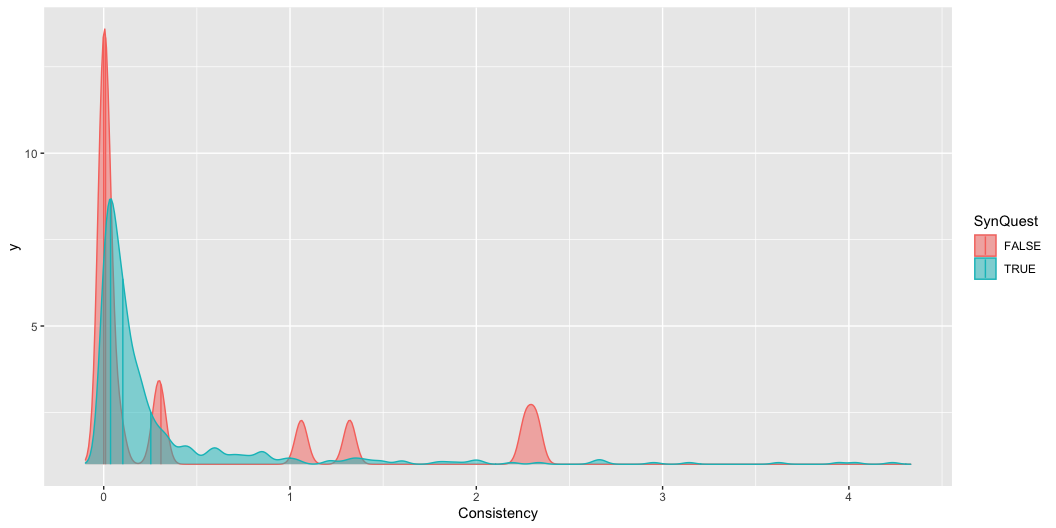 10
5
y
0 1 2 3 4
Consistency
SynQuest
FALSE
TRUE